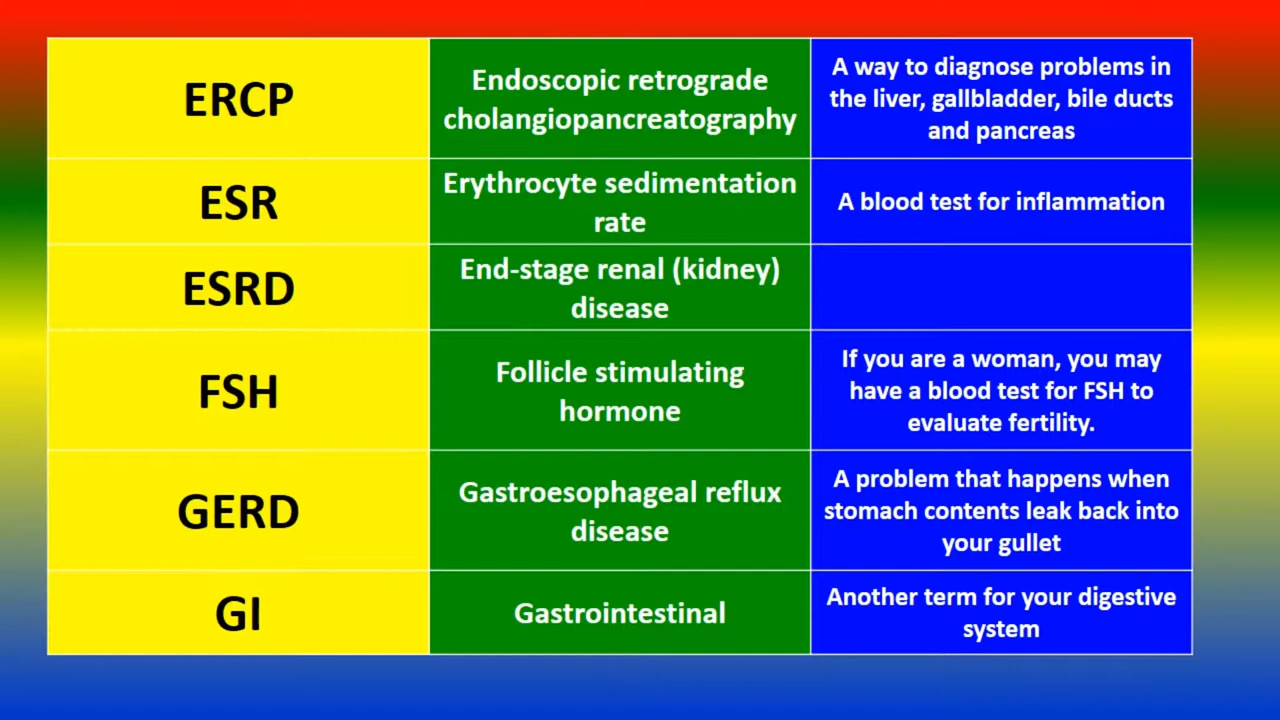 ERCP
Endoscopic retrograde
cholangiopancreatography
A way to diagnose problems in
the liver, gallbladder, bile ducts
and pancreas
ESR
Erythrocyte sedimentation
rate
A blood test for inflammation
ESRD
End-stage renal (kidney)
disease
FSH
Follicle stimulating
hormone
If you are a woman, you may
have a blood test for FSH to
evaluate fertility.
GERD
Gastroesophageal reflux
disease
A problem that happens when
stomach contents leak back into
your gullet
GI
Gastrointestinal
Another term for your digestive
system